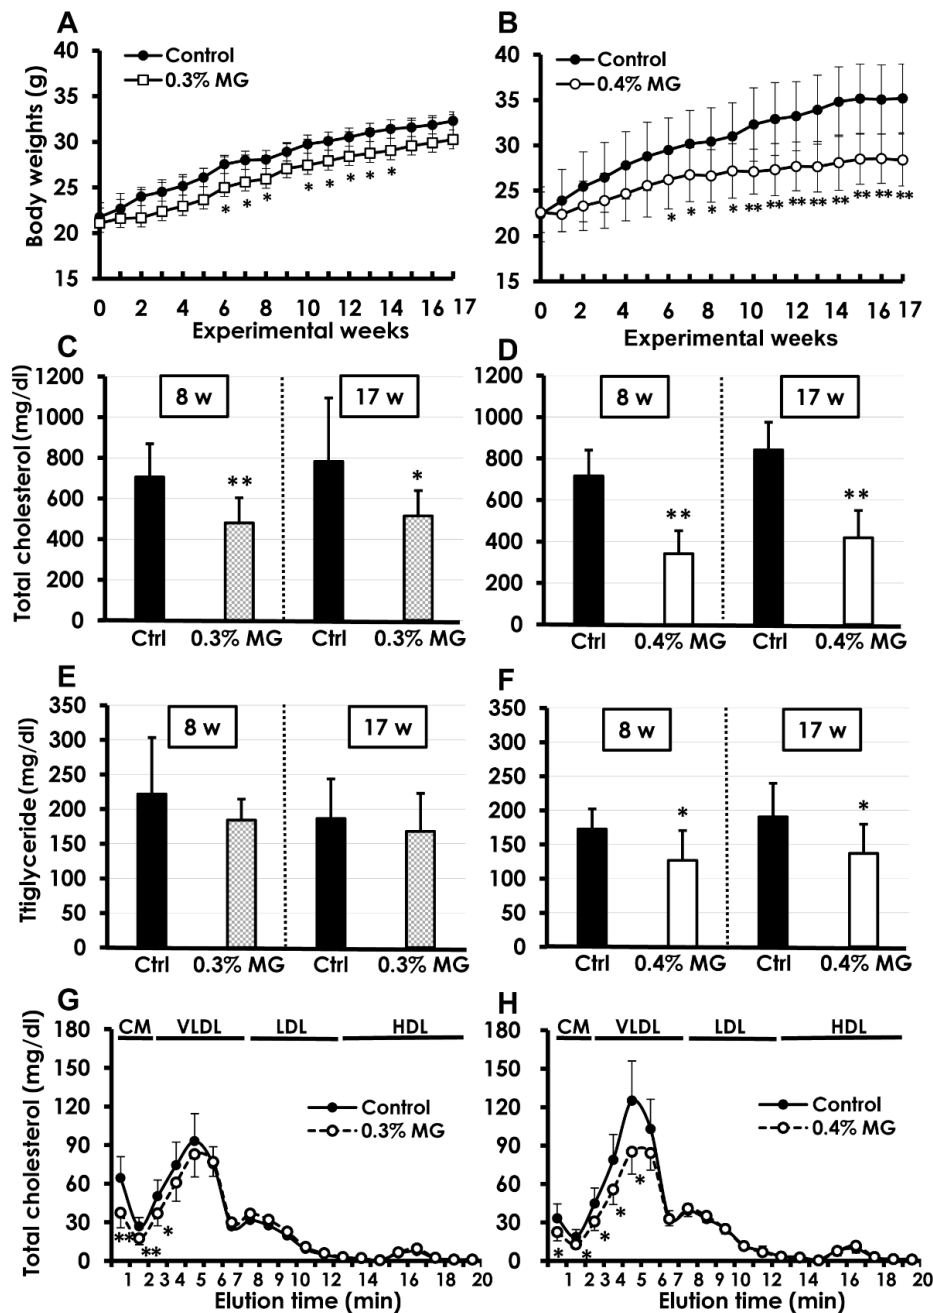 A
B
Body weights (g)
40
35
30
25
20
15
Control
0.3% MG
* * * * * * * *
0 2 4 6 8 10 12 14 17
Experimental weeks
40
35
30
25
20
15
Control
0.4% MG
* * * * ** ** ** ** ** ** ** **
0 2 4 6 8 10 12 14 17
Experimental weeks
C
D
Total cholesterol (mg/dl)
1200
1000
800
600
400
200
0
8 w
17 w
**
*
Ctrl 0.3% MG Ctrl 0.3% MG
1200
1000
800
600
400
200
0
8 w
17 w
**
**
Ctrl 0.4% MG Ctrl 0.4% MG
E
F
Ttiglyceride (mg/dl)
350
300
250
200
150
100
50
0
8 w
17 w
Ctrl 0.3% MG Ctrl 0.3% MG
350
300
250
200
150
100
50
0
8 w
17 w
*
*
Ctrl 0.4% MG Ctrl 0.4% MG
G
H
Total cholesterol (mg/dl)
180
150
120
90
60
30
0
CM VLDL LDL HDL
Control
0.3% MG
** ** *
1 2 3 4 5 6 7 8 9 10 12 14 16 18 20
Elution time (min)
180
150
120
90
60
30
0
CM VLDL LDL HDL
Control
0.4% MG
* * * * *
1 2 3 4 5 6 7 8 9 10 12 14 16 18 20
Elution time (min)